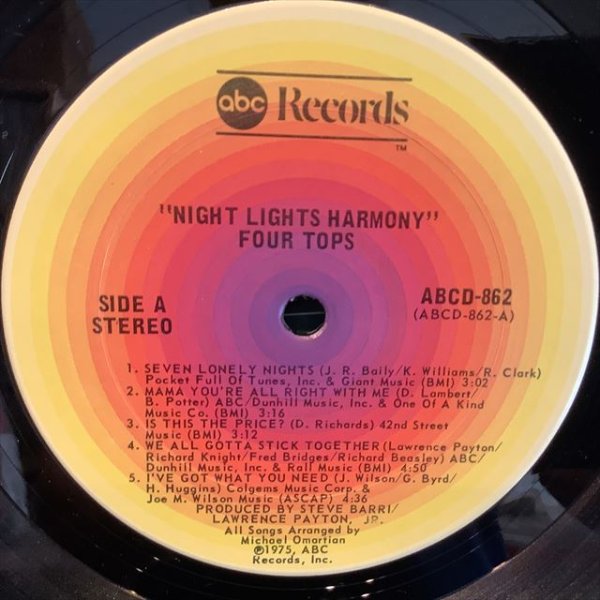 abc Records
TM
"NIGHT LIGHTS HARMONY"
FOUR TOPS
SIDE A
STEREO
ABCD-862
(ABCD-862-A)
1. SEVEN LONELY NIGHTS (J. R. Baily/K. Williams/R. Clark)
Pocket Full Of Tunes, Inc. & Giant Music (BMI) 3:02
2. MAMA YOU'RE ALL RIGHT WITH ME (D. Lambert/
B. Potter) ABC/Dunhill Music, Inc. & One Of A Kind
Music Co. (BMI) 3:16
3. IS THIS THE PRICE? (D. Richards) 42nd Street
Music (BMI) 3:12
4. WE ALL GOTTA STICK TOGETHER (Lawrence Payton/
Richard Knight/Fred Bridges/Richard Beasley) ABC/
Dunhill Music, Inc. & Rall Music (BMI) 4:50
5. I'VE GOT WHAT YOU NEED (J. Wilson/G. Byrd/
H. Huggins) Colgems Music Corp. &
Joe M. Wilson Music (ASCAP) 4:36
PRODUCED BY STEVE BARRI/
LAWRENCE PAYTON, JR.
All Songs Arranged by
Michael Omartian
℗1975, ABC
Records, Inc.